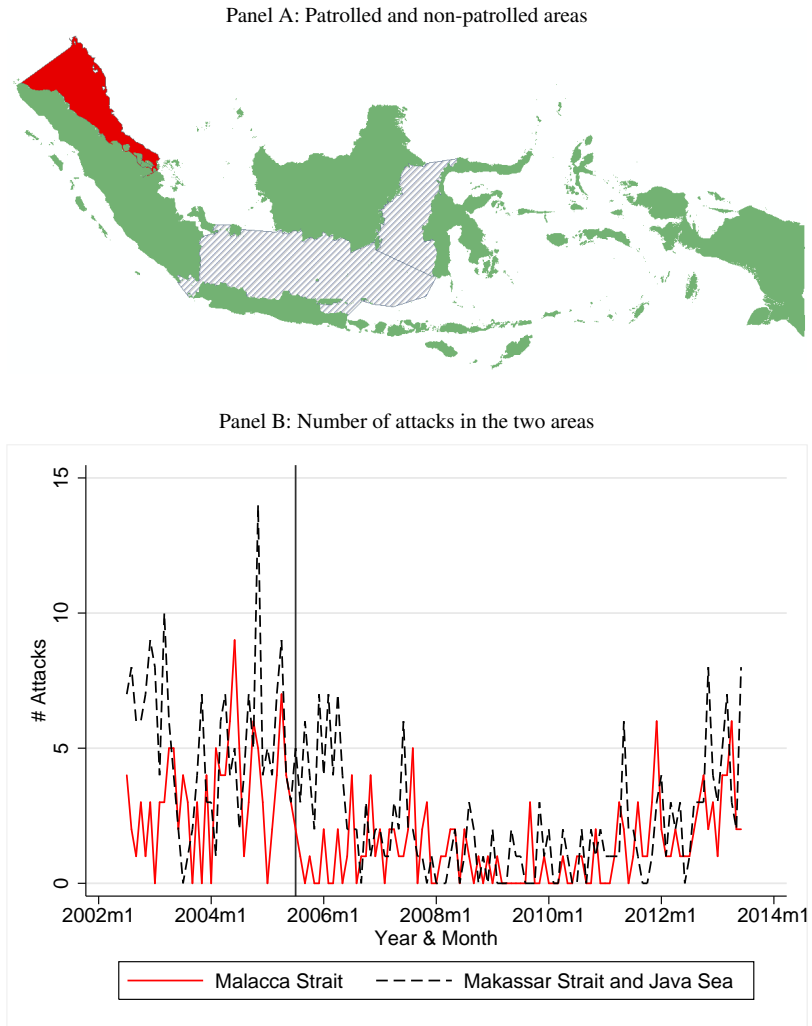 Panel A: Patrolled and non-patrolled areas
Panel B: Number of attacks in the two areas
15
10
5
0
# Attacks
2002m1 2004m1 2006m1 2008m1 2010m1 2012m1 2014m1
Year & Month
Malacca Strait Makassar Strait and Java Sea